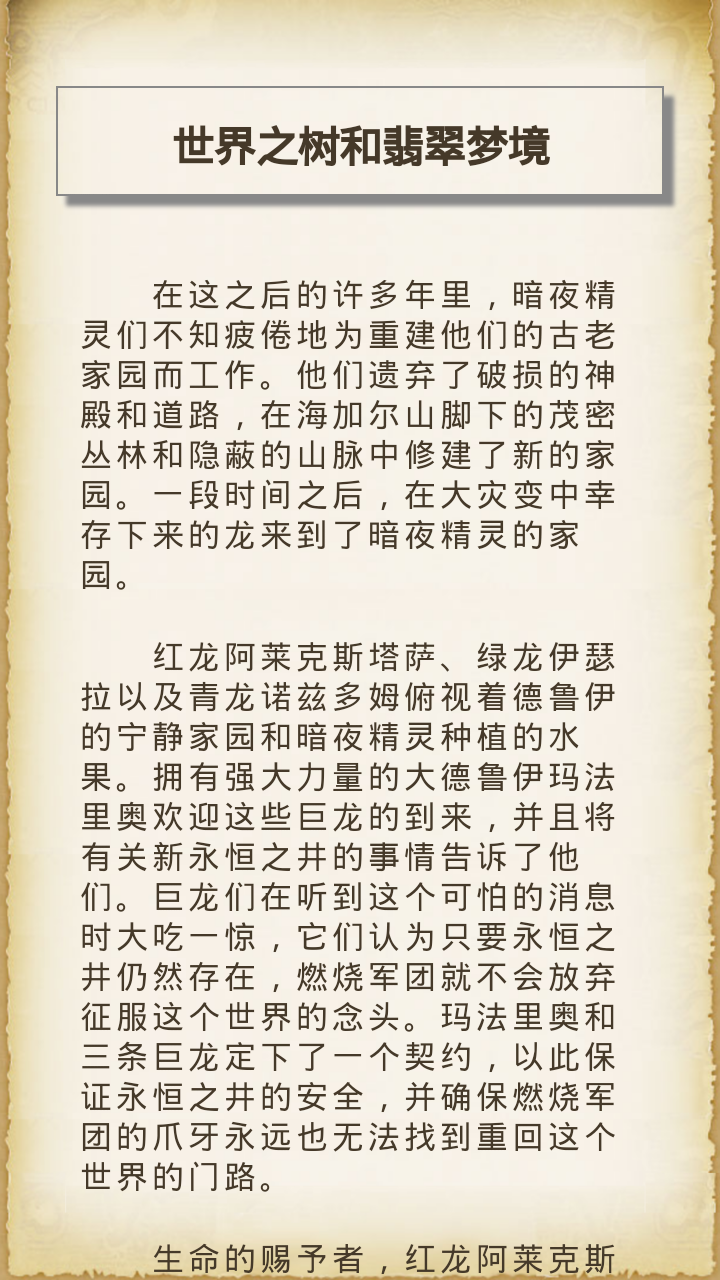 世界之树和翡翠梦境
在这之后的许多年里，暗夜精
灵们不知疲倦地为重建他们的古老
家园而工作。他们遗弃了破损的神
殿和道路，在海加尔山脚下的茂密
丛林和隐蔽的山脉中修建了新的家
园。一段时间之后，在大灾变中幸
存下来的龙来到了暗夜精灵的家
园。
红龙阿莱克斯塔萨、绿龙伊瑟
拉以及青龙诺兹多姆俯视着德鲁伊
的宁静家园和暗夜精灵种植的水
果。拥有强大力量的大德鲁伊玛法
里奥欢迎这些巨龙的到来，并且将
有关新永恒之井的事情告诉了他
们。巨龙们在听到这个可怕的消息
时大吃一惊，它们认为只要永恒之
井仍然存在，燃烧军团就不会放弃
征服这个世界的念头。玛法里奥和
三条巨龙定下了一个契约，以此保
证永恒之井的安全，并确保燃烧军
团的爪牙永远也无法找到重回这个
世界的门路。
生命的赐予者，红龙阿莱克斯